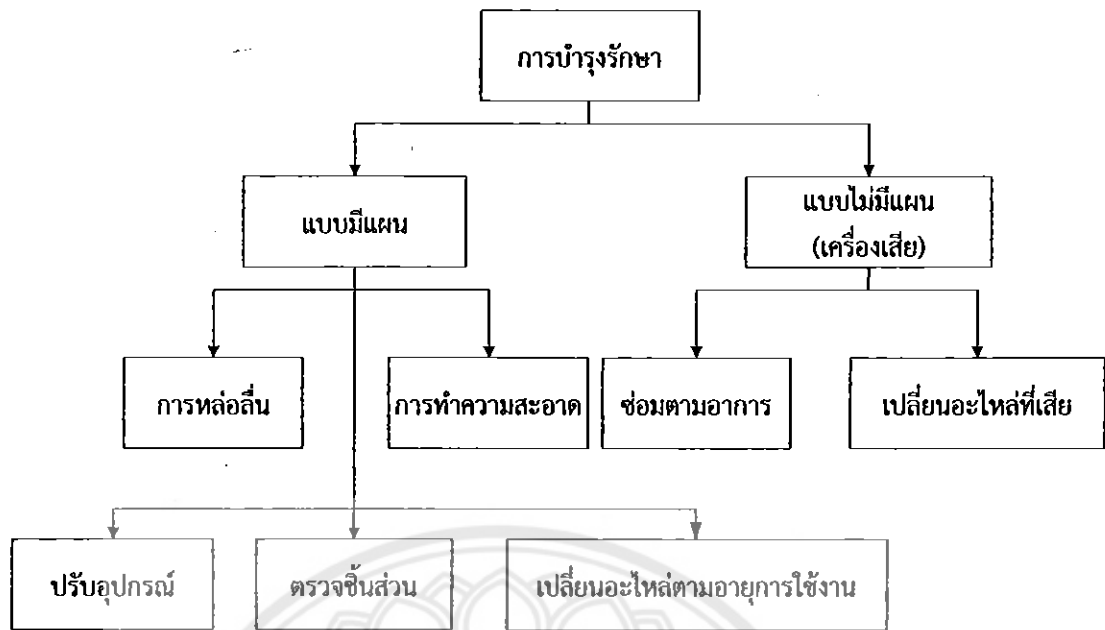 การบำรุงรักษา
แบบมีแผน
แบบไม่มีแผน
(เครื่องเสีย)
การหล่อลื่น
การทำความสะอาด
ซ่อมตามอาการ
เปลี่ยนอะไหล่ที่เสีย
ปรับอุปกรณ์
ตรวจชิ้นส่วน
เปลี่ยนอะไหล่ตามอายุการใช้งาน